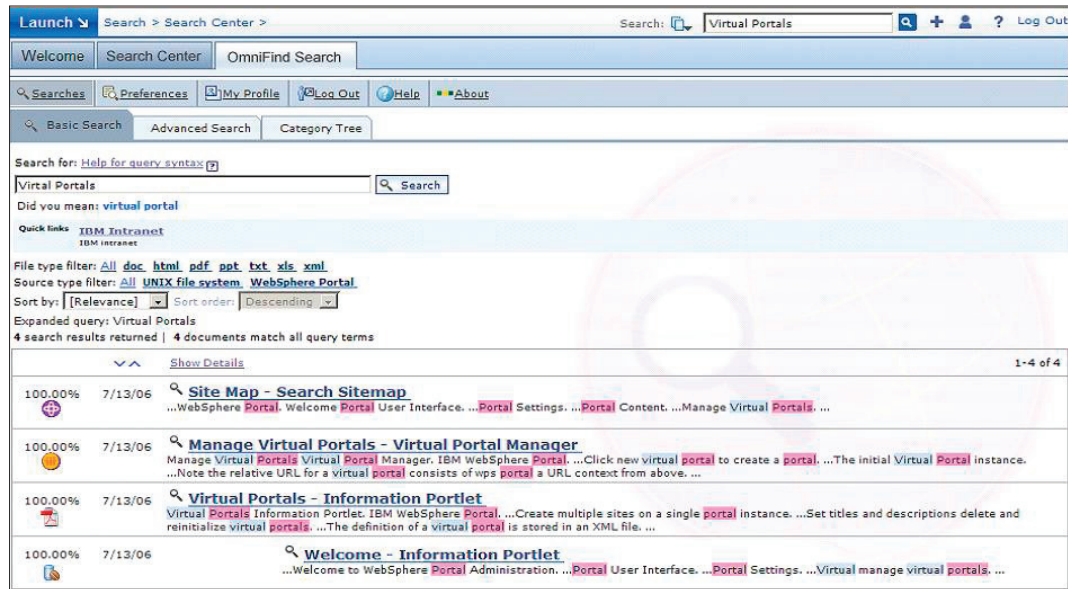 Launch Search > Search Center > Search: Virtual Portals ? Log Out
Welcome Search Center OmniFind Search
Searches Preferences My Profile Log Out Help About
Basic Search Advanced Search Category Tree
Search for: Help for query syntax ?
Virtal Portals Search
Did you mean: virtual portal
Quick links IBM Intranet
IBM intranet
File type filter: All doc html pdf ppt txt xls xml
Source type filter: All UNIX file system WebSphere Portal
Sort by: [Relevance] Sort order: Descending
Expanded query: Virtual Portals
4 search results returned | 4 documents match all query terms
Show Details 1-4 of 4
100.00% 7/13/06 Site Map - Search Sitemap
...WebSphere Portal. Welcome Portal User Interface. ...Portal Settings. ...Portal Content. ...Manage Virtual Portals. ...
100.00% 7/13/06 Manage Virtual Portals - Virtual Portal Manager
Manage Virtual Portals Virtual Portal Manager. IBM WebSphere Portal. ...Click new virtual portal to create a portal. ...The initial Virtual Portal instance.
...Note the relative URL for a virtual portal consists of wps portal a URL context from above. ...
100.00% 7/13/06 Virtual Portals - Information Portlet
Virtual Portals Information Portlet. IBM WebSphere Portal. ...Create multiple sites on a single portal instance. ...Set titles and descriptions delete and
reinitialize virtual portals. ...The definition of a virtual portal is stored in an XML file. ...
100.00% 7/13/06 Welcome - Information Portlet
...Welcome to WebSphere Portal Administration. ...Portal User Interface. ...Portal Settings. ...Virtual manage virtual portals. ...